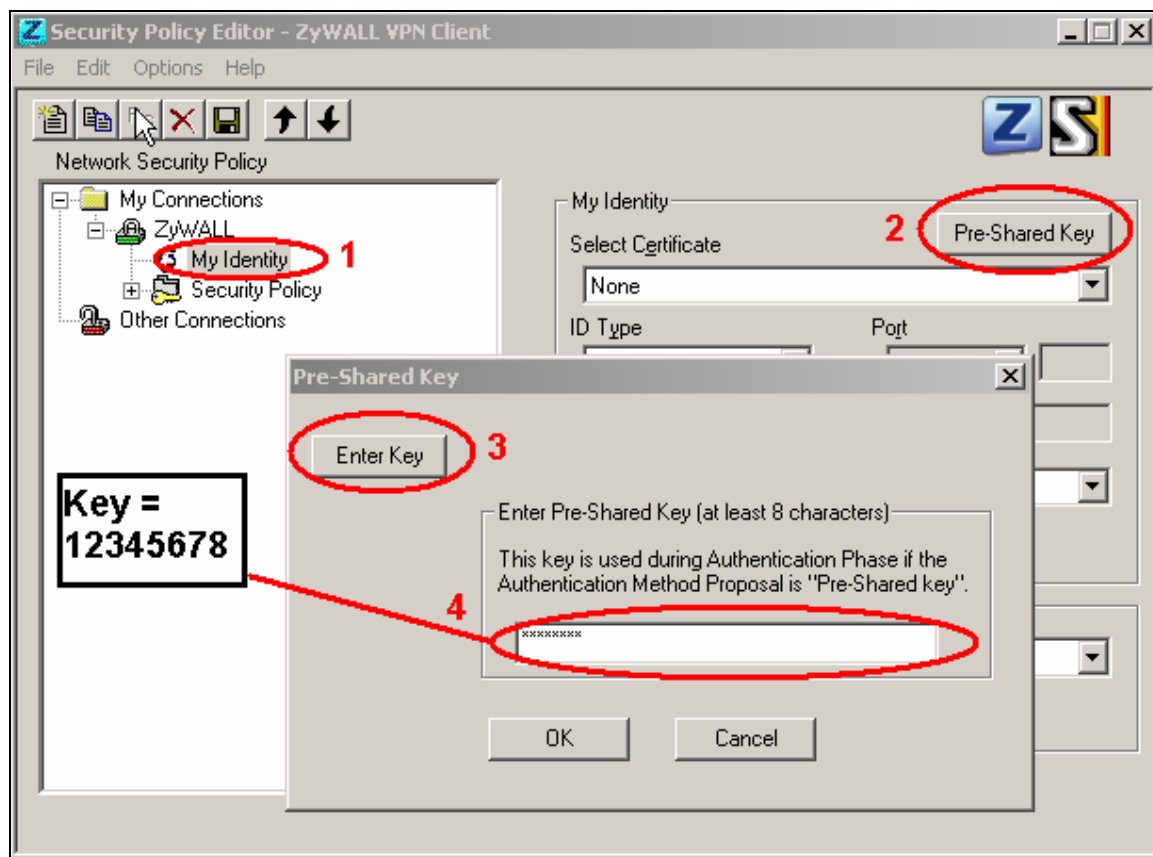 Security Policy Editor - ZyWALL VPN Client
File Edit Options Help
Network Security Policy
My Connections
ZyWALL
My Identity
1
Security Policy
Other Connections
My Identity
2
Pre-Shared Key
Select Certificate
None
ID Type
Port
Pre-Shared Key
Enter Key
3
Key =
12345678
Enter Pre-Shared Key (at least 8 characters)
This key is used during Authentication Phase if the
Authentication Method Proposal is "Pre-Shared key".
4
********
OK
Cancel